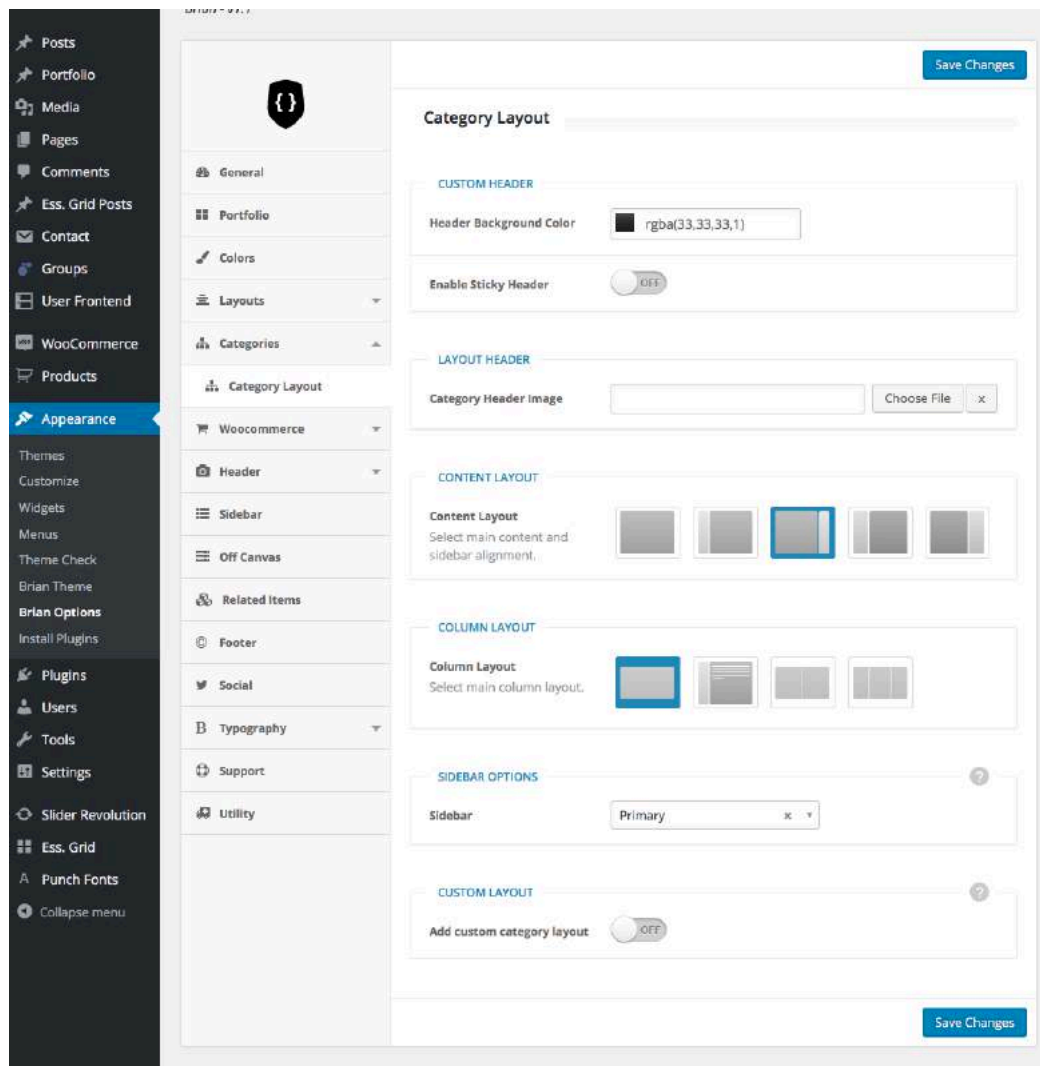 Posts
Portfolio
Media
Pages
Comments
Ess. Grid Posts
Contact
Groups
User Frontend
WooCommerce
Products
Appearance
Themes
Customize
Widgets
Menus
Theme Check
Brian Theme
Brian Options
Install Plugins
Plugins
Users
Tools
Settings
Slider Revolution
Ess. Grid
A Punch Fonts
Collapse menu
{ }
General
Portfolio
Colors
Layouts
Categories
Category Layout
Woocommerce
Header
Sidebar
Off Canvas
Related Items
© Footer
Social
B Typography
Support
Utility
Save Changes
Category Layout
CUSTOM HEADER
Header Background Color rgba(33,33,33,1)
Enable Sticky Header OFF
LAYOUT HEADER
Category Header Image Choose File x
CONTENT LAYOUT
Content Layout
Select main content and
sidebar alignment.
COLUMN LAYOUT
Column Layout
Select main column layout.
SIDEBAR OPTIONS ?
Sidebar Primary x
CUSTOM LAYOUT ?
Add custom category layout OFF
Save Changes